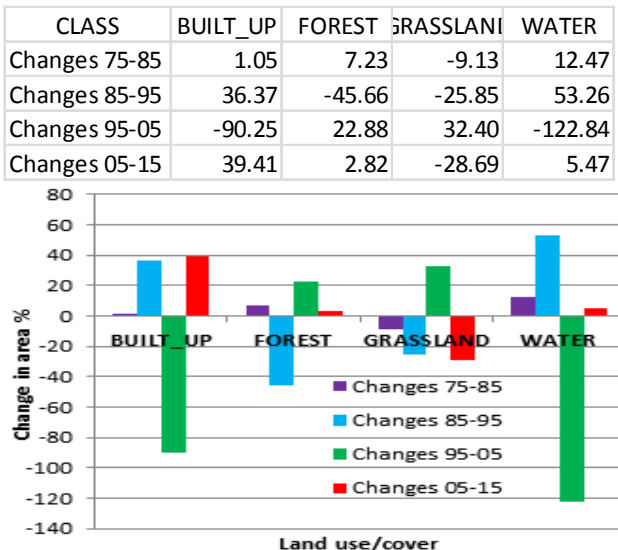 CLASS BUILT_UP FOREST GRASSLAND WATER
Changes 75-85 1.05 7.23 -9.13 12.47
Changes 85-95 36.37 -45.66 -25.85 53.26
Changes 95-05 -90.25 22.88 32.40 -122.84
Changes 05-15 39.41 2.82 -28.69 5.47
80
60
40
20
0
-20
-40
-60
-80
-100
-120
-140
Change in area %
BUILT_UP FOREST GRASSLAND WATER
Changes 75-85
Changes 85-95
Changes 95-05
Changes 05-15
Land use/cover